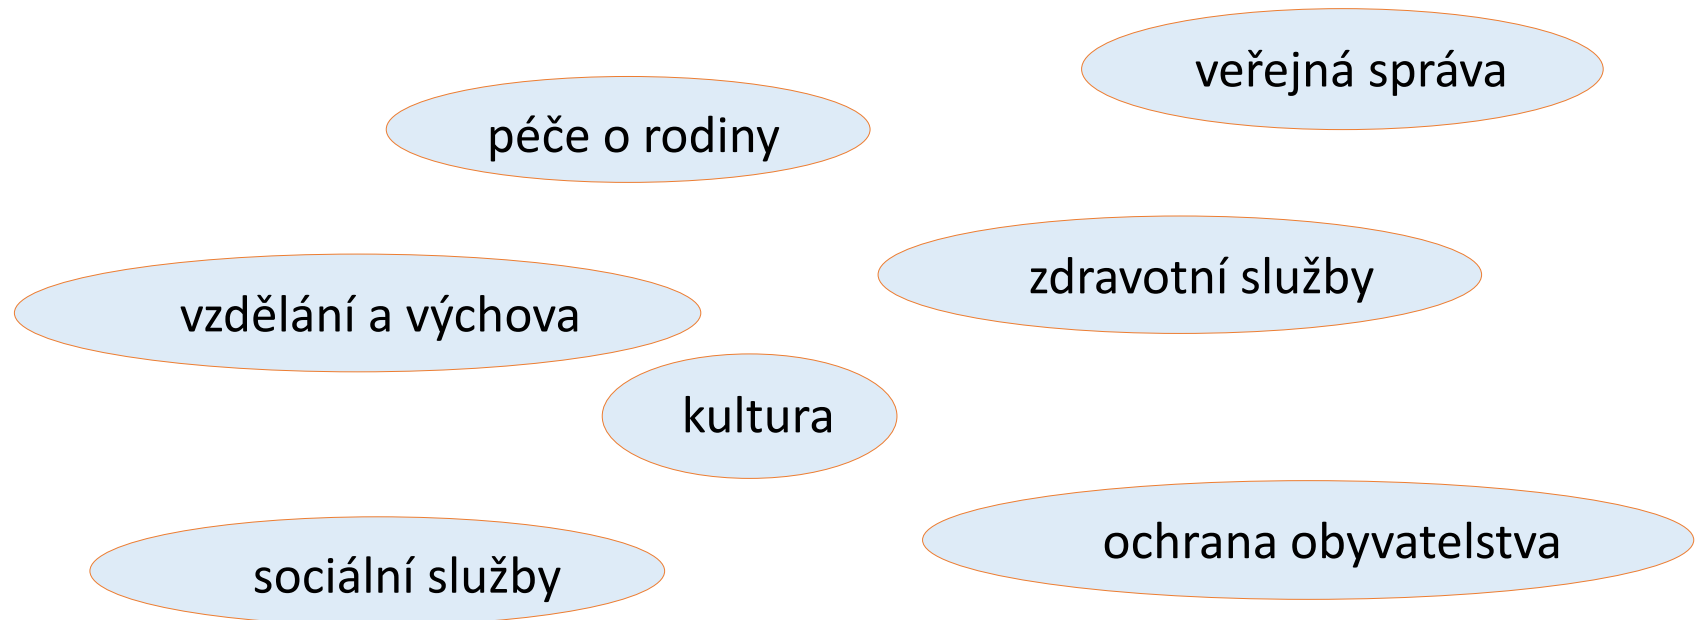 veřejná správa
péče o rodiny
zdravotní služby
vzdělání a výchova
kultura
ochrana obyvatelstva
sociální služby